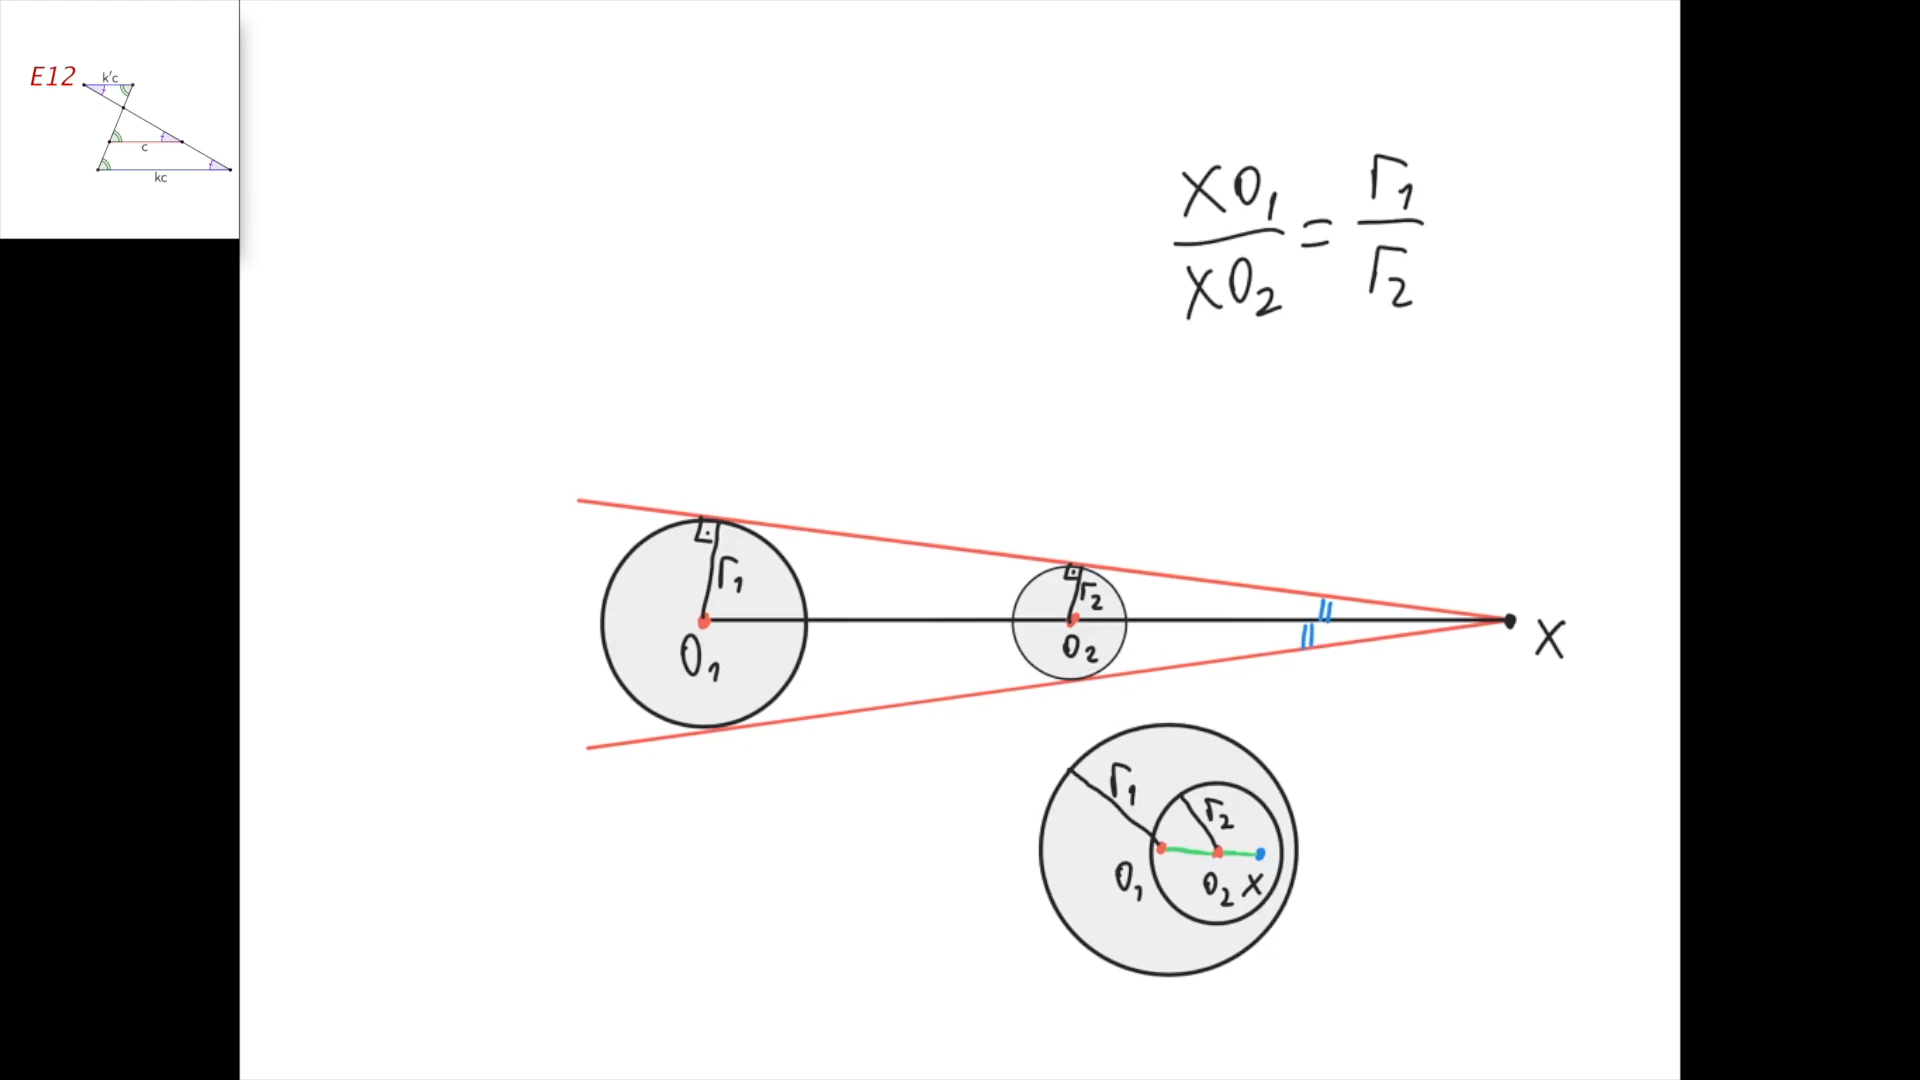 E12
k'c
c
kc
XO₁/XO₂ = r₁/r₂
r₁
r₂
O₁
O₂
X
r₁
r₂
O₁
O₂
X